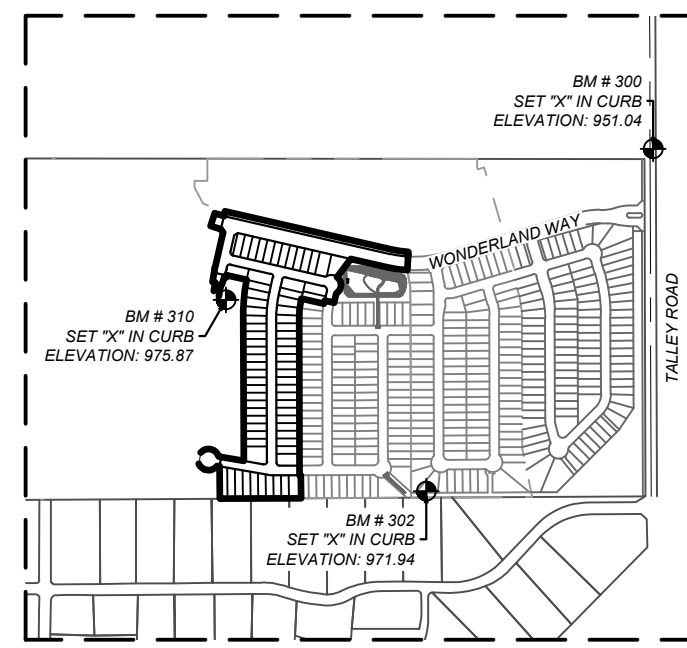 BM # 300
SET "X" IN CURB
ELEVATION: 951.04
WONDERLAND WAY
TALLEY ROAD
BM # 310
SET "X" IN CURB
ELEVATION: 975.87
BM # 302
SET "X" IN CURB
ELEVATION: 971.94